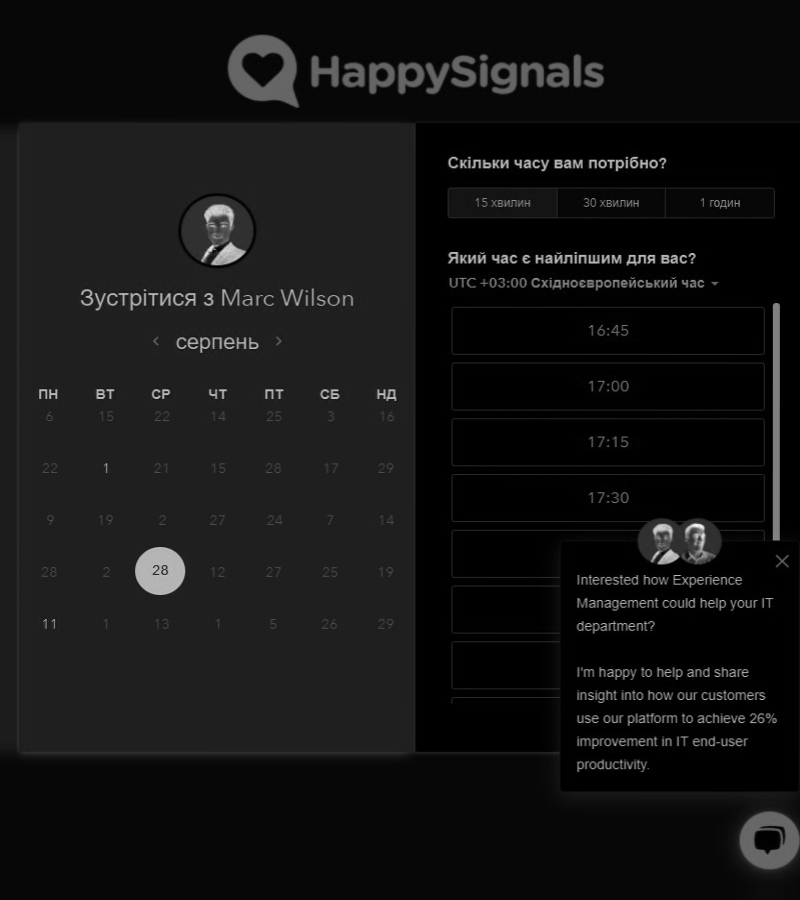 HappySignals
Зустрітися з Marc Wilson
серпень
ПН ВТ СР ЧТ ПТ СБ НД
6 15 22 14 25 3 16
22 1 21 15 28 17 29
9 19 2 27 24 7 14
28 2 28 12 27 25 19
11 1 13 1 5 26 29
Скільки часу вам потрібно?
15 хвилин 30 хвилин 1 годин
Який час є найліпшим для вас?
UTC +03:00 Східноєвропейський час
16:45
17:00
17:15
17:30
Interested how Experience
Management could help your IT
department?
I'm happy to help and share
insight into how our customers
use our platform to achieve 26%
improvement in IT end-user
productivity.